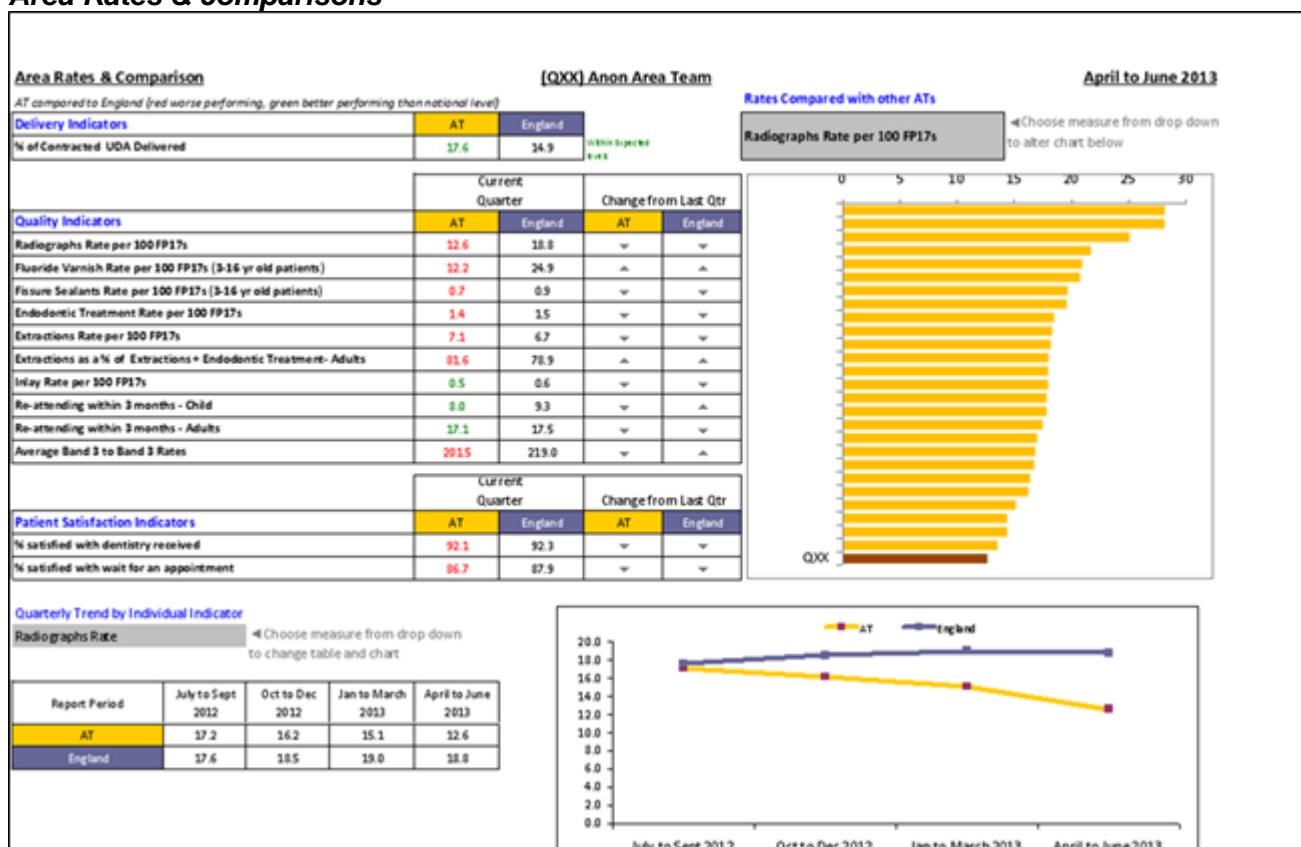 Area Rates & Comparisons
Area Rates & Comparison (QXX) Anon Area Team April to June 2013
AT compared to England (red worse performing, green better performing than national level)
Rates Compared with other ATs
Delivery Indicators AT England
% of Contracted UDA Delivered 17.6 14.9 Within Expected levels
Radiographs Rate per 100 FP17s
◄Choose measure from drop down
to alter chart below
Current
Quarter Change from Last Qtr
Quality Indicators AT England AT England
Radiographs Rate per 100 FP17s 12.6 18.8
Fluoride Varnish Rate per 100 FP17s (3-16 yr old patients) 12.2 24.9
Fissure Sealants Rate per 100 FP17s (3-16 yr old patients) 0.7 0.9
Endodontic Treatment Rate per 100 FP17s 1.4 1.5
Extractions Rate per 100 FP17s 7.1 6.7
Extractions as a % of Extractions + Endodontic Treatment- Adults 81.6 78.9
Inlay Rate per 100 FP17s 0.5 0.6
Re-attending within 3 months - Child 8.0 9.3
Re-attending within 3 months - Adults 17.1 17.5
Average Band 3 to Band 3 Rates 201.5 219.0
0 5 10 15 20 25 30
QXX
Current
Quarter Change from Last Qtr
Patient Satisfaction Indicators AT England AT England
% satisfied with dentistry received 92.1 92.3
% satisfied with wait for an appointment 86.7 87.9
Quarterly Trend by Individual Indicator
Radiographs Rate
◄Choose measure from drop down
to change table and chart
Report Period July to Sept 2012 Oct to Dec 2012 Jan to March 2013 April to June 2013
AT 17.2 16.2 15.1 12.6
England 17.6 18.5 19.0 18.8
AT England
20.0
18.0
16.0
14.0
12.0
10.0
8.0
6.0
4.0
2.0
0.0
July to Sept 2012 Oct to Dec 2012 Jan to March 2013 April to June 2013